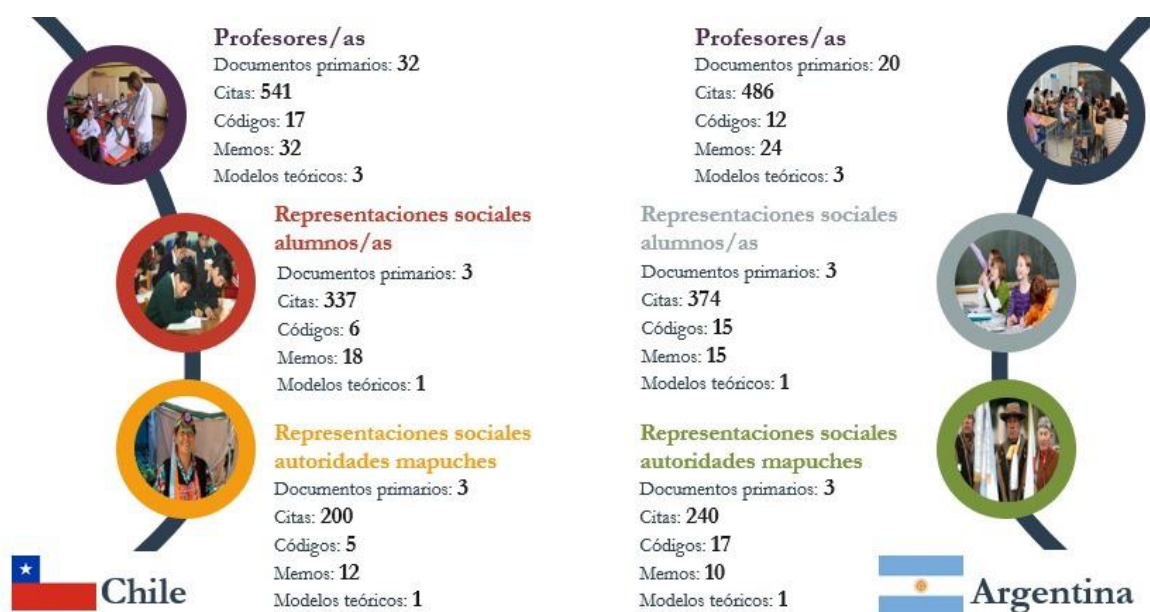 Profesores/as
Documentos primarios: 32
Citas: 541
Códigos: 17
Memos: 32
Modelos teóricos: 3
Representaciones sociales
alumnos/as
Documentos primarios: 3
Citas: 337
Códigos: 6
Memos: 18
Modelos teóricos: 1
Representaciones sociales
autoridades mapuches
Documentos primarios: 3
Citas: 200
Códigos: 5
Memos: 12
Modelos teóricos: 1
Chile
Profesores/as
Documentos primarios: 20
Citas: 486
Códigos: 12
Memos: 24
Modelos teóricos: 3
Representaciones sociales
alumnos/as
Documentos primarios: 3
Citas: 374
Códigos: 15
Memos: 15
Modelos teóricos: 1
Representaciones sociales
autoridades mapuches
Documentos primarios: 3
Citas: 240
Códigos: 17
Memos: 10
Modelos teóricos: 1
Argentina